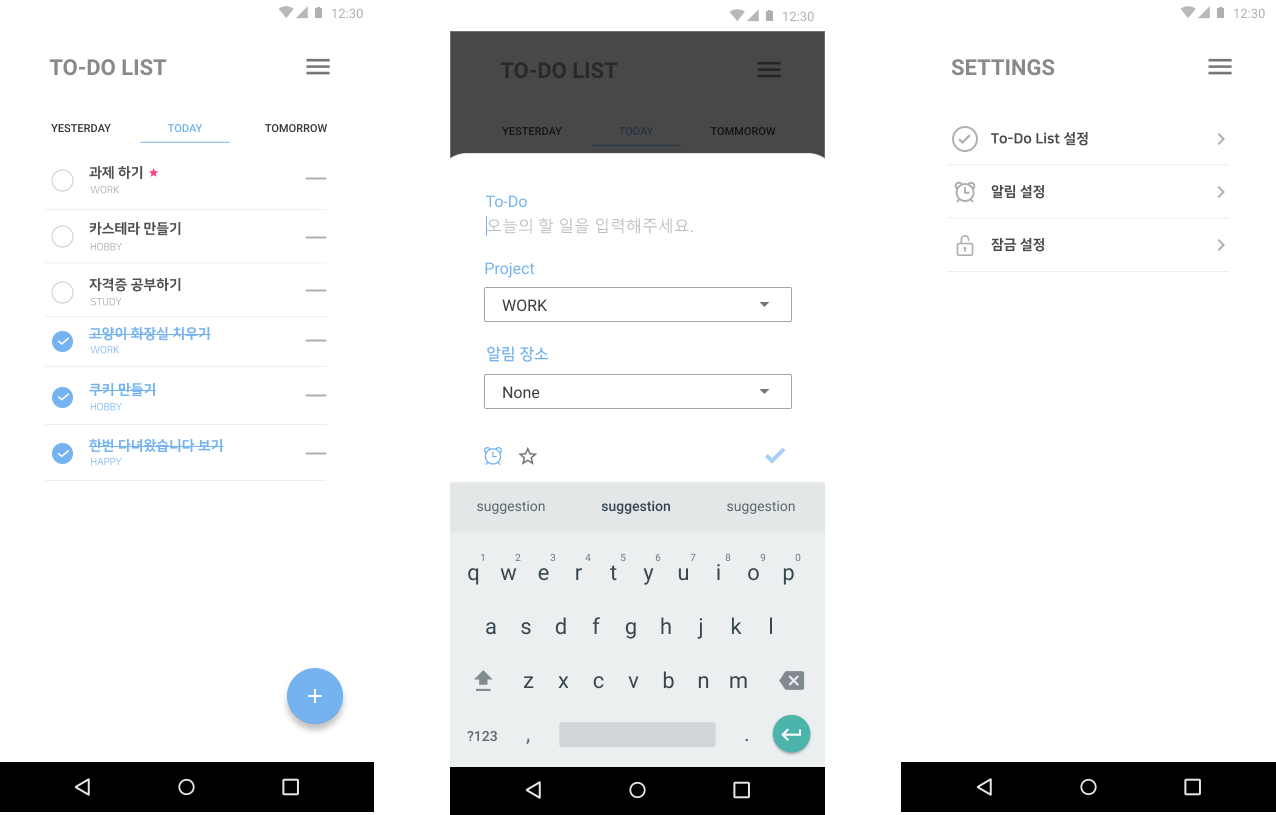 12:30
TO-DO LIST
YESTERDAY TODAY TOMORROW
과제 하기
WORK
카스테라 만들기
HOBBY
자격증 공부하기
STUDY
고양이 화장실 치우기
WORK
쿠키 만들기
HOBBY
한번 다녀왔습니다 보기
HAPPY
12:30
TO-DO LIST
YESTERDAY TODAY TOMMOROW
To-Do
오늘의 할 일을 입력해주세요.
Project
WORK
알림 장소
None
suggestion suggestion suggestion
1 2 3 4 5 6 7 8 9 0
q w e r t y u i o p
a s d f g h j k l
z x c v b n m
?123 , .
12:30
SETTINGS
To-Do List 설정
알림 설정
잠금 설정